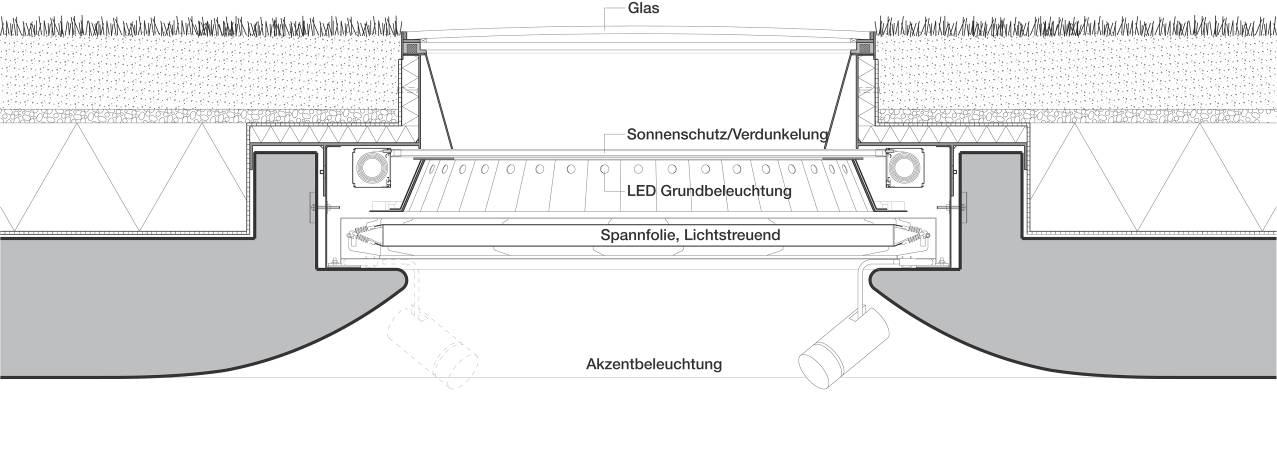 Glas
Sonnenschutz/Verdunkelung
LED Grundbeleuchtung
Spannfolie, Lichtstreuend
Akzentbeleuchtung